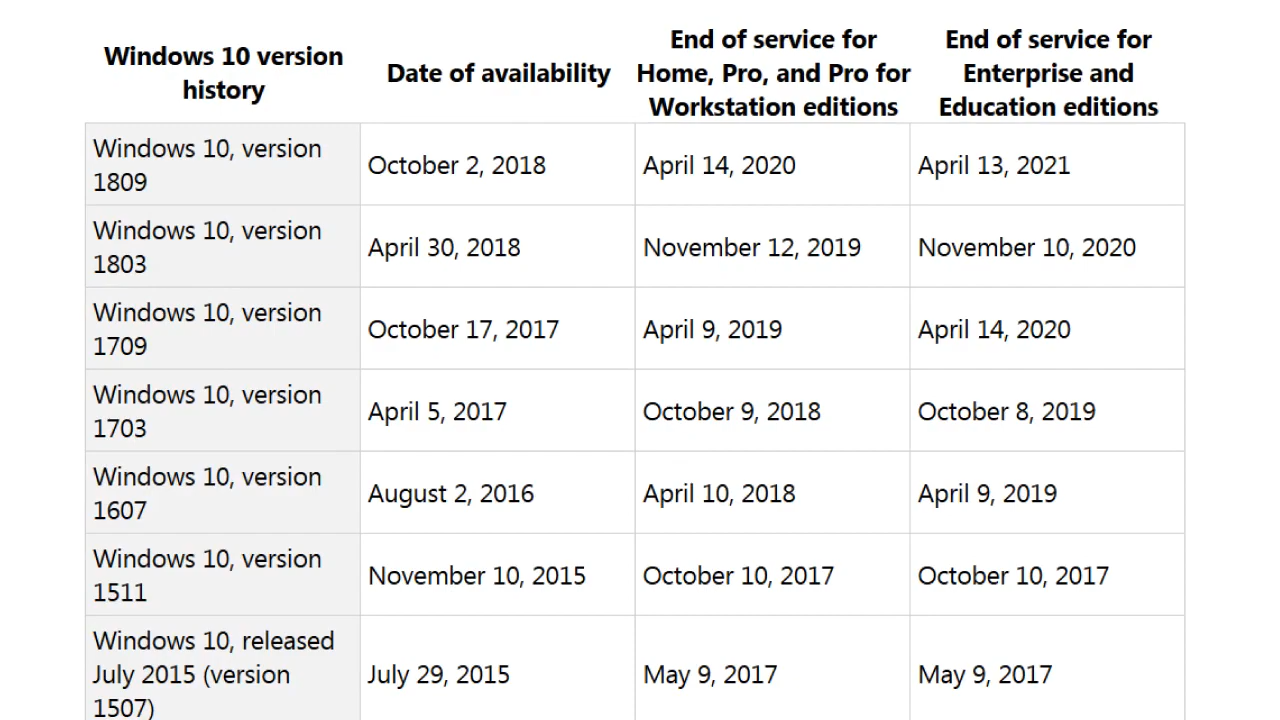 Windows 10 version
history
Date of availability
End of service for
Home, Pro, and Pro for
Workstation editions
End of service for
Enterprise and
Education editions
Windows 10, version
1809
October 2, 2018
April 14, 2020
April 13, 2021
Windows 10, version
1803
April 30, 2018
November 12, 2019
November 10, 2020
Windows 10, version
1709
October 17, 2017
April 9, 2019
April 14, 2020
Windows 10, version
1703
April 5, 2017
October 9, 2018
October 8, 2019
Windows 10, version
1607
August 2, 2016
April 10, 2018
April 9, 2019
Windows 10, version
1511
November 10, 2015
October 10, 2017
October 10, 2017
Windows 10, released
July 2015 (version
1507)
July 29, 2015
May 9, 2017
May 9, 2017